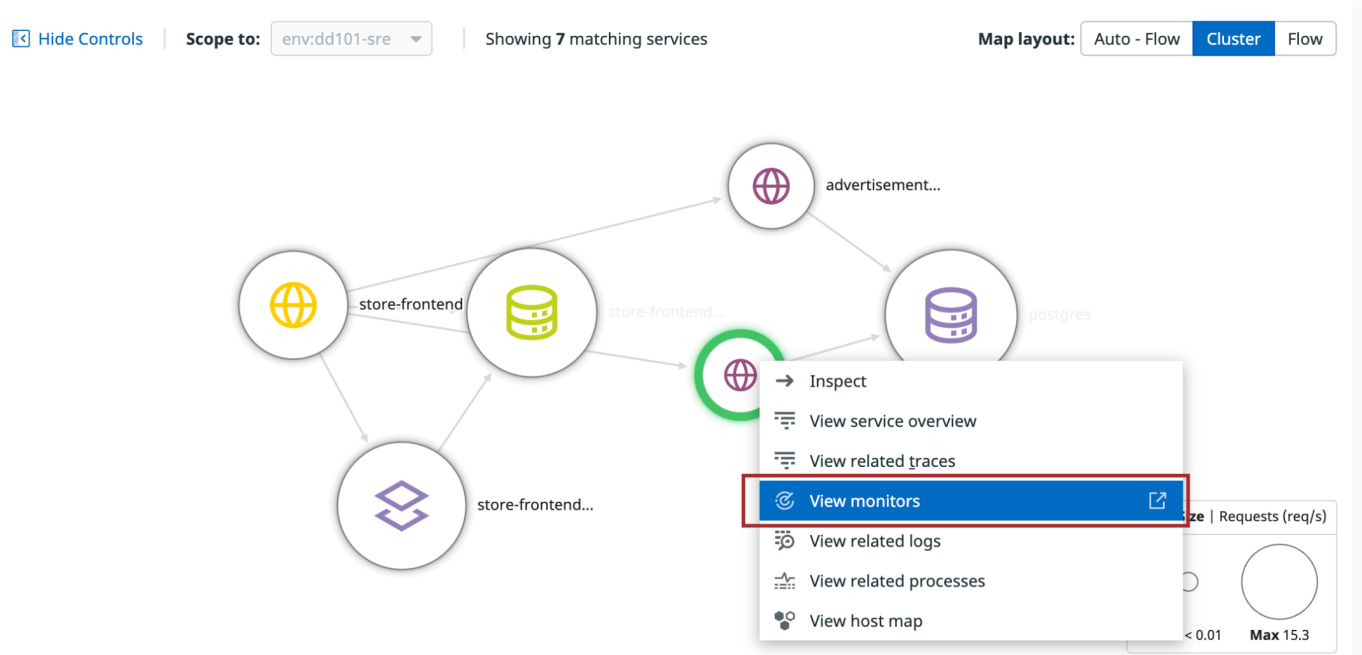 Hide Controls
Scope to: env:dd101-sre
Showing 7 matching services
Map layout: Auto - Flow Cluster Flow
advertisement...
store-frontend
store-frontend...
postgres
Inspect
View service overview
View related traces
View monitors
store-frontend...
ze | Requests (req/s)
View related logs
View related processes
View host map
< 0.01 Max 15.3